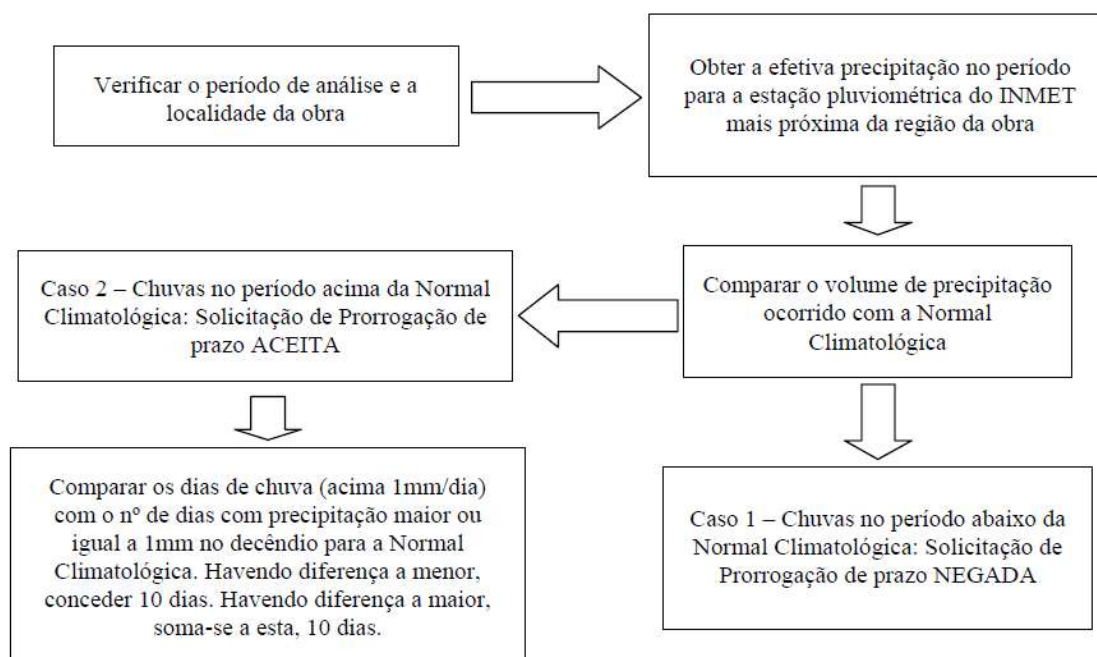 Verificar o período de análise e a
localidade da obra
Obter a efetiva precipitação no período
para a estação pluviométrica do INMET
mais próxima da região da obra
Comparar o volume de precipitação
ocorrido com a Normal
Climatológica
Caso 2 – Chuvas no período acima da Normal
Climatológica: Solicitação de Prorrogação de
prazo ACEITA
Comparar os dias de chuva (acima 1mm/dia)
com o nº de dias com precipitação maior ou
igual a 1mm no decêndio para a Normal
Climatológica. Havendo diferença a menor,
conceder 10 dias. Havendo diferença a maior,
soma-se a esta, 10 dias.
Caso 1 – Chuvas no período abaixo da
Normal Climatológica: Solicitação de
Prorrogação de prazo NEGADA